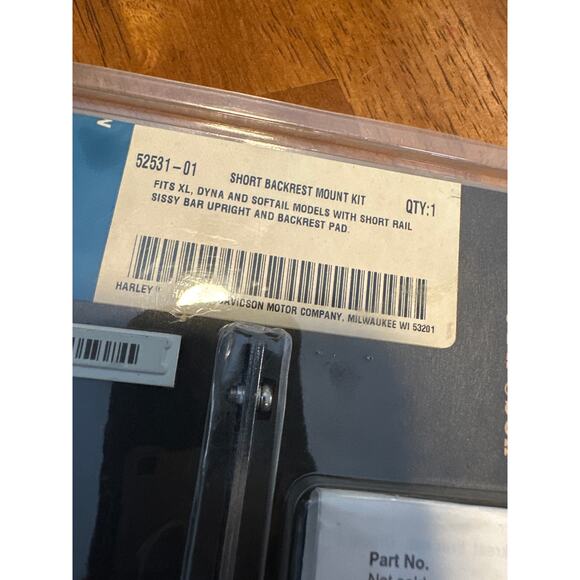 52531-01 SHORT BACKREST MOUNT KIT QTY:1
FITS XL, DYNA AND SOFTAIL MODELS WITH SHORT RAIL
SISSY BAR UPRIGHT AND BACKREST PAD.
HARLEY DAVIDSON MOTOR COMPANY, MILWAUKEE WI 53201
Part No.